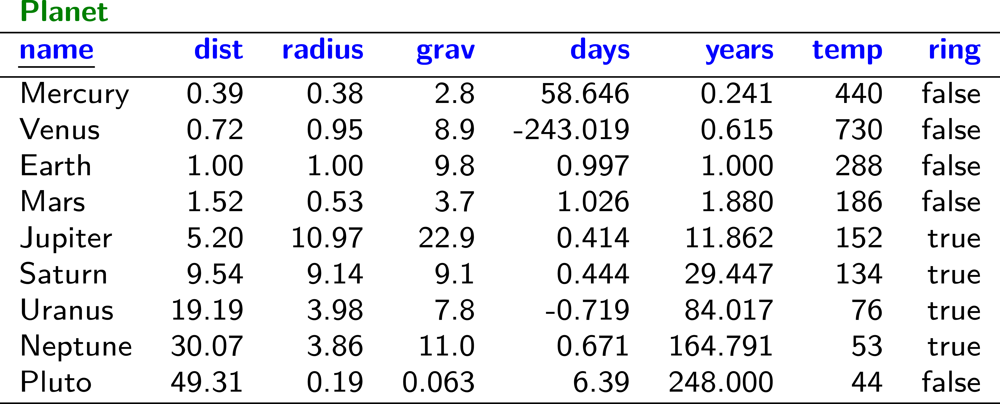 Planet
name dist radius grav days years temp ring
Mercury 0.39 0.38 2.8 58.646 0.241 440 false
Venus 0.72 0.95 8.9 -243.019 0.615 730 false
Earth 1.00 1.00 9.8 0.997 1.000 288 false
Mars 1.52 0.53 3.7 1.026 1.880 186 false
Jupiter 5.20 10.97 22.9 0.414 11.862 152 true
Saturn 9.54 9.14 9.1 0.444 29.447 134 true
Uranus 19.19 3.98 7.8 -0.719 84.017 76 true
Neptune 30.07 3.86 11.0 0.671 164.791 53 true
Pluto 49.31 0.19 0.063 6.39 248.000 44 false